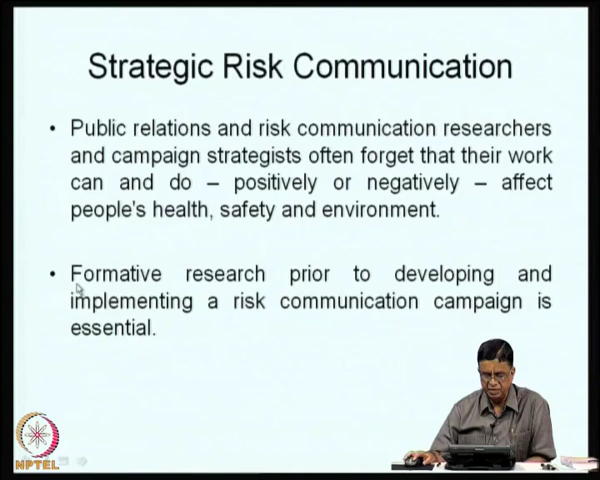 Strategic Risk Communication
• Public relations and risk communication researchers
and campaign strategists often forget that their work
can and do – positively or negatively – affect
people's health, safety and environment.
• Formative research prior to developing and
implementing a risk communication campaign is
essential.
NPTEL